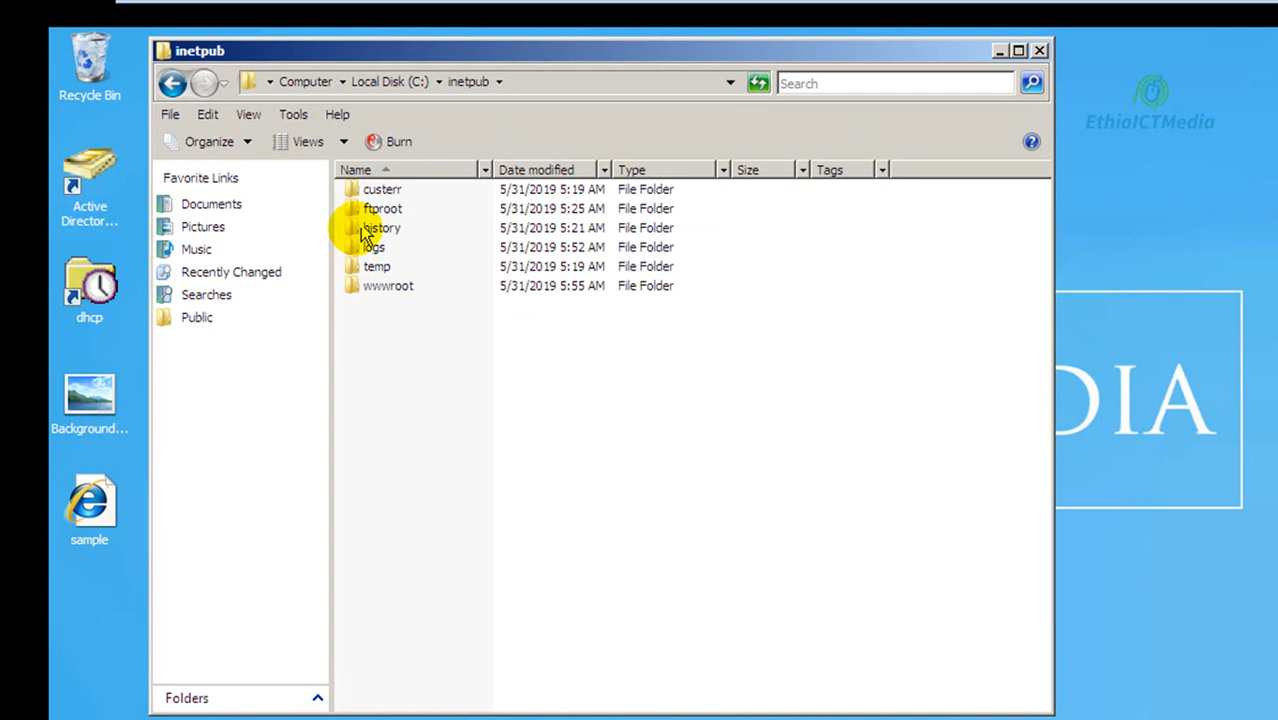 inetpub
Recycle Bin
Computer
Local Disk (C:)
inetpub
Search
EthioICTMedia
File Edit View Tools Help
Organize Views Burn
Favorite Links
Name Date modified Type Size Tags
Documents
Pictures
Music
Recently Changed
Searches
Public
custerr 5/31/2019 5:19 AM File Folder
ftproot 5/31/2019 5:25 AM File Folder
history 5/31/2019 5:21 AM File Folder
logs 5/31/2019 5:52 AM File Folder
temp 5/31/2019 5:19 AM File Folder
wwwroot 5/31/2019 5:55 AM File Folder
Active
Director...
dhcp
Background...
sample
DIA
Folders